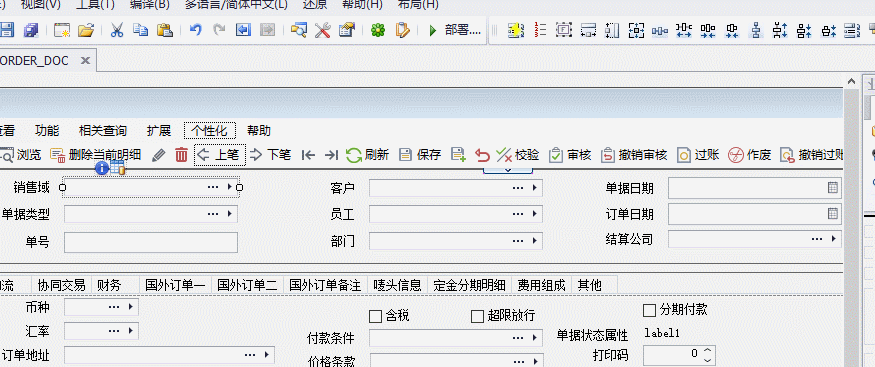 视图(V) 工具(T) 编译(B) 多语言/简体中文(L) 还原 帮助(H) 布局(H)
部署....
ORDER_DOC
查看 功能 相关查询 扩展 个性化 帮助
浏览 删除当前明细 上笔 下笔 刷新 保存 校验 审核 撤销审核 过账 作废 撤销过账
销售域 客户 单据日期
单据类型 员工 订单日期
单号 部门 结算公司
流 协同交易 财务 国外订单一 国外订单二 国外订单备注 唛头信息 定金分期明细 费用组成 其他
币种 含税 超限放行 分期付款
汇率 付款条件 单据状态属性 label1
订单地址 价格条款 打印码 0